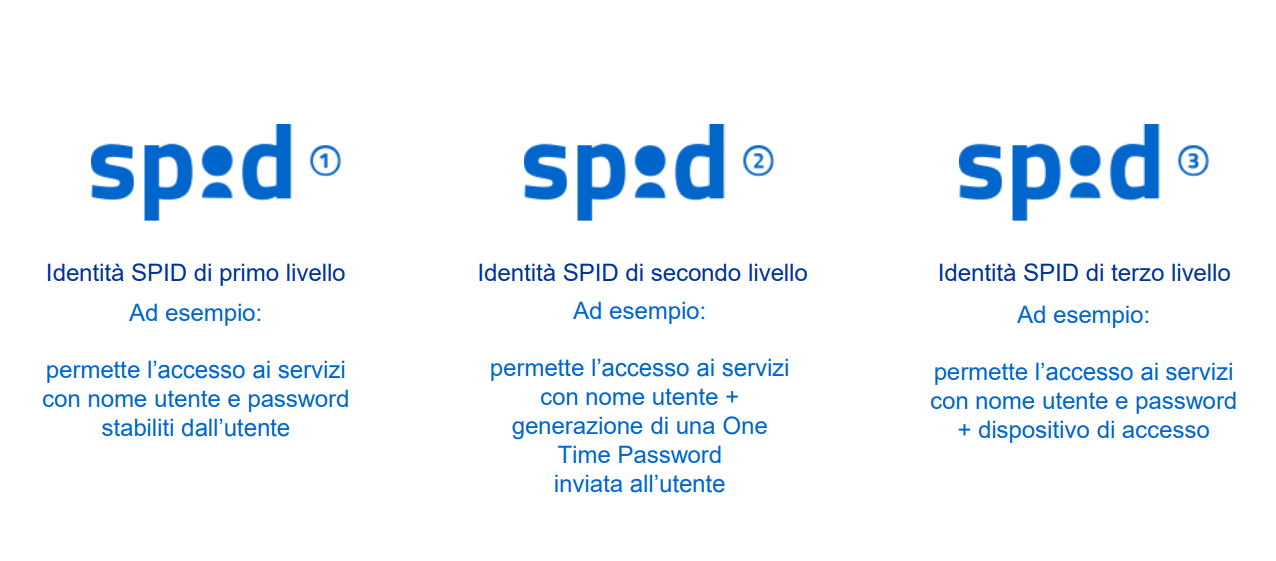 spid 1
Identità SPID di primo livello
Ad esempio:
permette l’accesso ai servizi
con nome utente e password
stabiliti dall’utente
spid 2
Identità SPID di secondo livello
Ad esempio:
permette l’accesso ai servizi
con nome utente +
generazione di una One
Time Password
inviata all’utente
spid 3
Identità SPID di terzo livello
Ad esempio:
permette l’accesso ai servizi
con nome utente e password
+ dispositivo di accesso